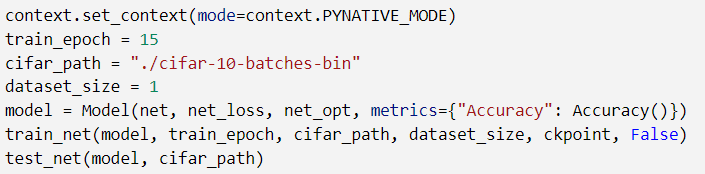 context.set_context(mode=context.PYNATIVE_MODE)
train_epoch = 15
cifar_path = "./cifar-10-batches-bin"
dataset_size = 1
model = Model(net, net_loss, net_opt, metrics={"Accuracy": Accuracy()})
train_net(model, train_epoch, cifar_path, dataset_size, ckpoint, False)
test_net(model, cifar_path)